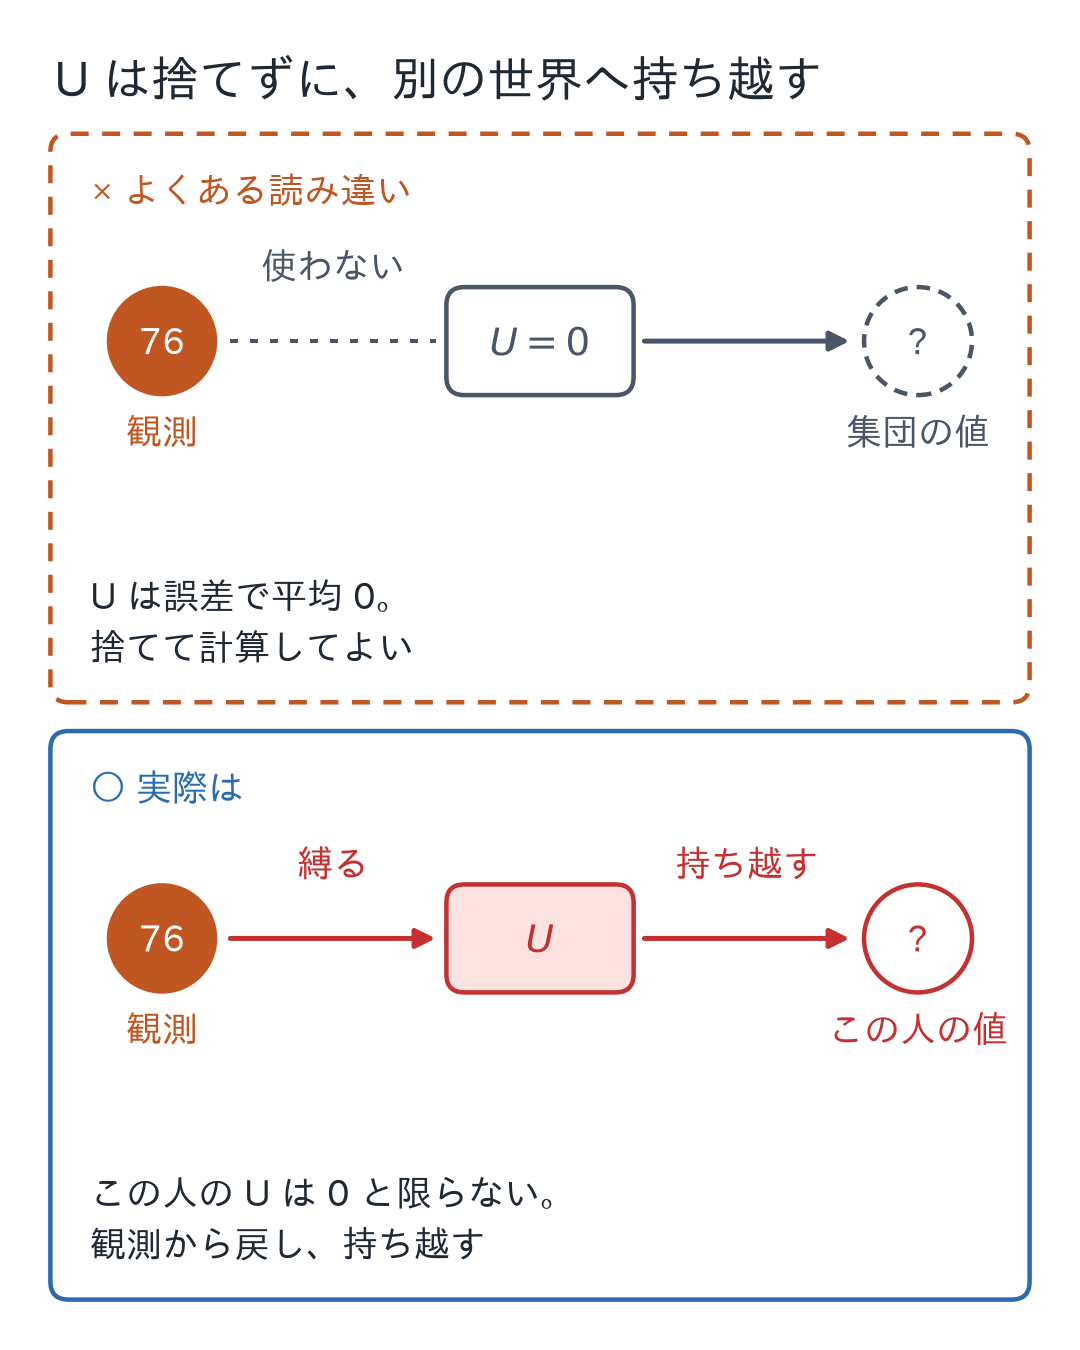 U は捨てずに、別の世界へ持ち越す
× よくある読み違い
使わない
76
U = 0
?
観測
集団の値
U は誤差で平均 0。
捨てて計算してよい
○ 実際は
縛る
持ち越す
76
U
?
観測
この人の値
この人の U は 0 と限らない。
観測から戻し、持ち越す